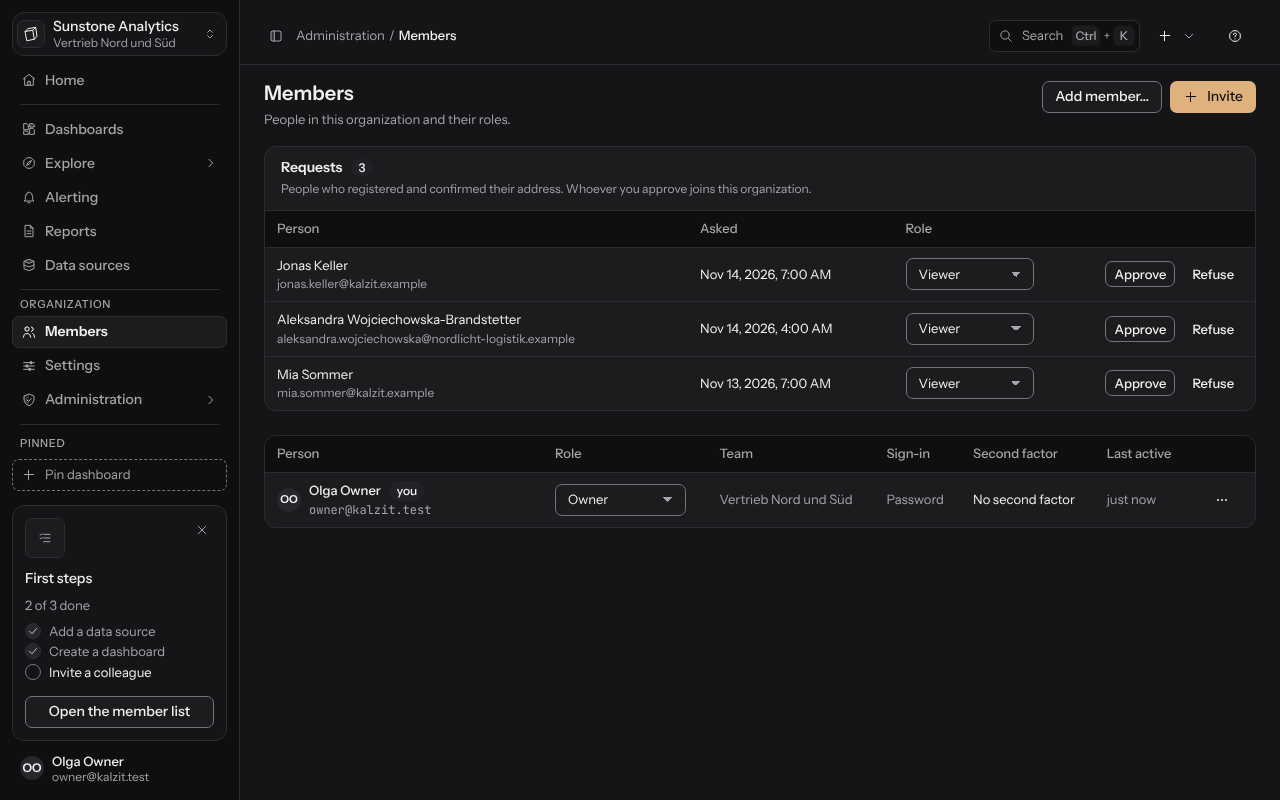 Sunstone Analytics
Vertrieb Nord und Süd
Home
Dashboards
Explore
Alerting
Reports
Data sources
ORGANIZATION
Members
Settings
Administration
PINNED
Pin dashboard
First steps
2 of 3 done
Add a data source
Create a dashboard
Invite a colleague
Open the member list
OO Olga Owner
owner@kalzit.test
Administration / Members
Search Ctrl + K
Members
People in this organization and their roles.
Add member...
Invite
Requests 3
People who registered and confirmed their address. Whoever you approve joins this organization.
Person Asked Role
Jonas Keller
jonas.keller@kalzit.example
Nov 14, 2026, 7:00 AM Viewer Approve Refuse
Aleksandra Wojciechowska-Brandstetter
aleksandra.wojciechowska@nordlicht-logistik.example
Nov 14, 2026, 4:00 AM Viewer Approve Refuse
Mia Sommer
mia.sommer@kalzit.example
Nov 13, 2026, 7:00 AM Viewer Approve Refuse
Person Role Team Sign-in Second factor Last active
OO Olga Owner you
owner@kalzit.test
Owner Vertrieb Nord und Süd Password No second factor just now